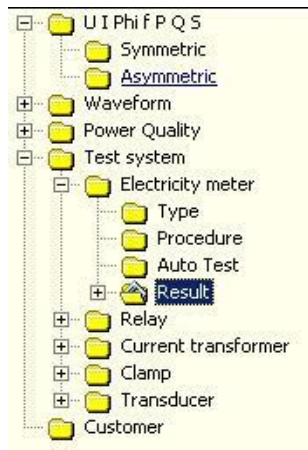 U I Phi f P Q S
Symmetric
Asymmetric
Waveform
Power Quality
Test system
Electricity meter
Type
Procedure
Auto Test
Result
Relay
Current transformer
Clamp
Transducer
Customer